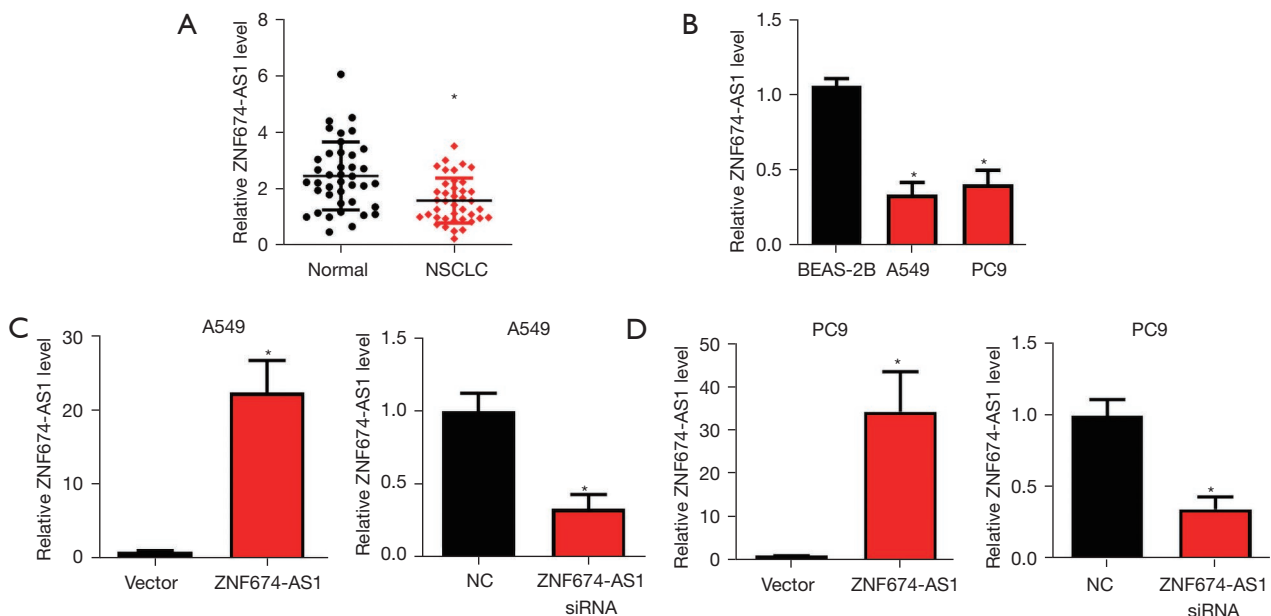 A
Relative ZNF674-AS1 level
8
6
4
2
0
*
Normal
NSCLC
B
Relative ZNF674-AS1 level
1.5
1.0
0.5
0.0
*
*
BEAS-2B
A549
PC9
C
A549
Relative ZNF674-AS1 level
30
20
10
0
*
Vector
ZNF674-AS1
A549
Relative ZNF674-AS1 level
1.5
1.0
0.5
0.0
*
NC
ZNF674-AS1
siRNA
D
PC9
Relative ZNF674-AS1 level
50
40
30
20
10
0
*
Vector
ZNF674-AS1
PC9
Relative ZNF674-AS1 level
1.5
1.0
0.5
0.0
*
NC
ZNF674-AS1
siRNA